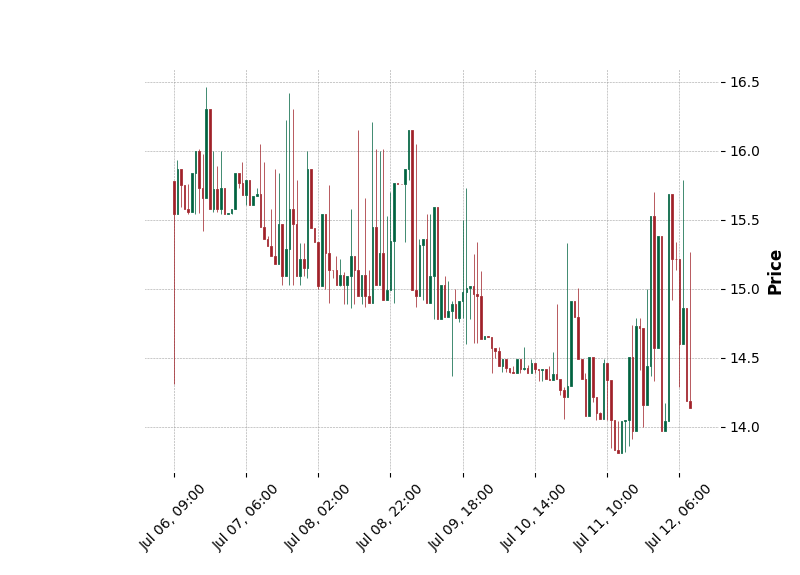 16.5
16.0
15.5
15.0
14.5
14.0
Price
Jul 06, 09:00
Jul 07, 06:00
Jul 08, 02:00
Jul 08, 22:00
Jul 09, 18:00
Jul 10, 14:00
Jul 11, 10:00
Jul 12, 06:00